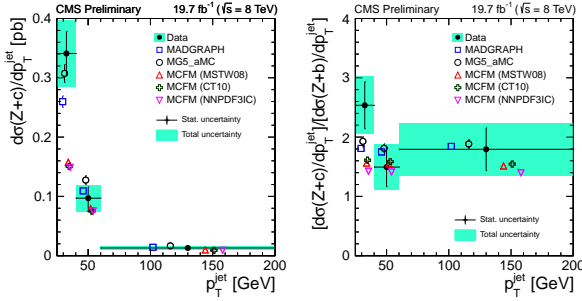 CMS Preliminary 19.7 fb⁻¹ (√s = 8 TeV)
dσ(Z+c)/dp_T^jet [pb]
0.4
0.3
0.2
0.1
0
Data
MADGRAPH
MG5_aMC
MCFM (MSTW08)
MCFM (CT10)
MCFM (NNPDF3IC)
Stat. uncertainty
Total uncertainty
50 100 150 200
p_T^jet [GeV]
CMS Preliminary 19.7 fb⁻¹ (√s = 8 TeV)
[dσ(Z+c)/dp_T^jet]/[dσ(Z+b)/dp_T^jet]
4
3
2
1
0
Data
MADGRAPH
MG5_aMC
MCFM (MSTW08)
MCFM (CT10)
MCFM (NNPDF3IC)
Stat. uncertainty
Total uncertainty
50 100 150 200
p_T^jet [GeV]